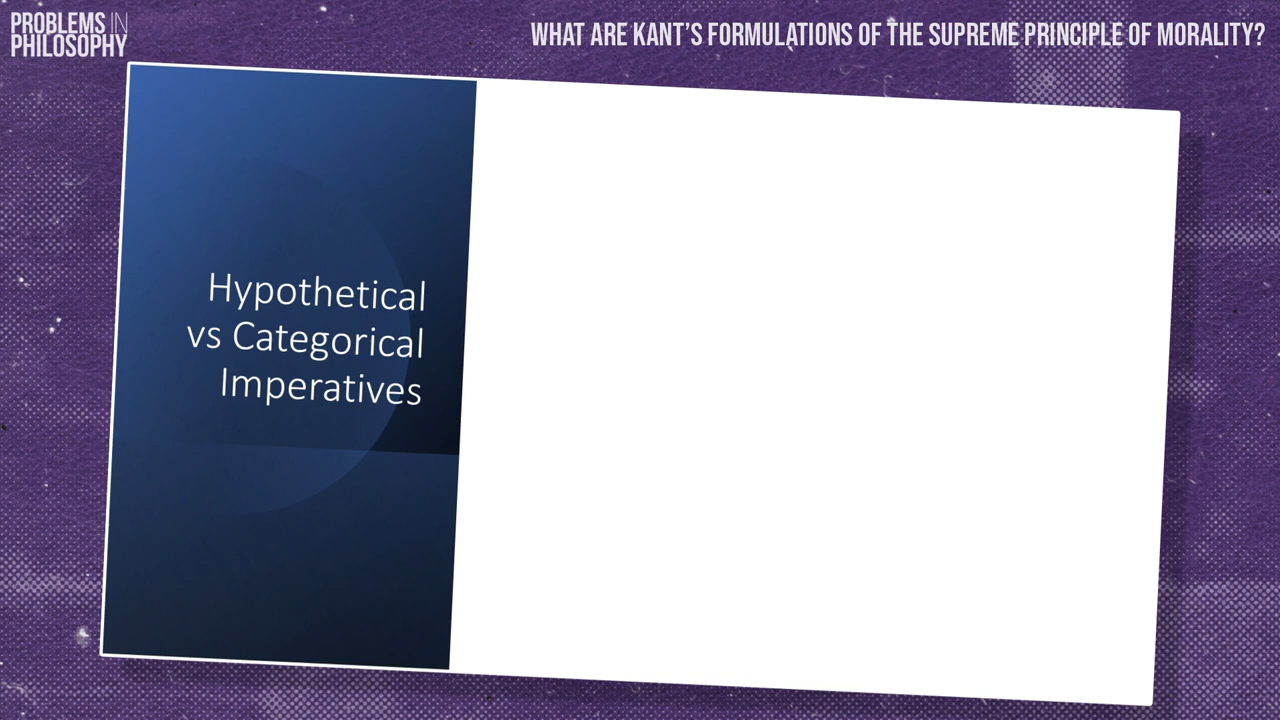 PROBLEMS IN
PHILOSOPHY
WHAT ARE KANT'S FORMULATIONS OF THE SUPREME PRINCIPLE OF MORALITY?
Hypothetical
vs Categorical
Imperatives